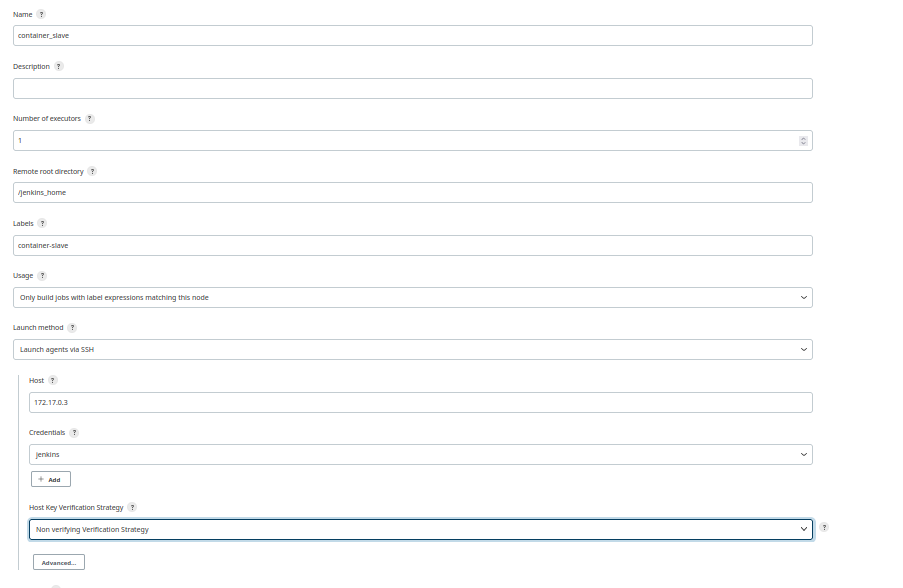 Name ?
container_slave
Description ?
Number of executors ?
1
Remote root directory ?
/jenkins_home
Labels ?
container-slave
Usage ?
Only build jobs with label expressions matching this node
Launch method ?
Launch agents via SSH
Host ?
172.17.0.3
Credentials ?
jenkins
+ Add
Host Key Verification Strategy ?
Non verifying Verification Strategy ?
Advanced...